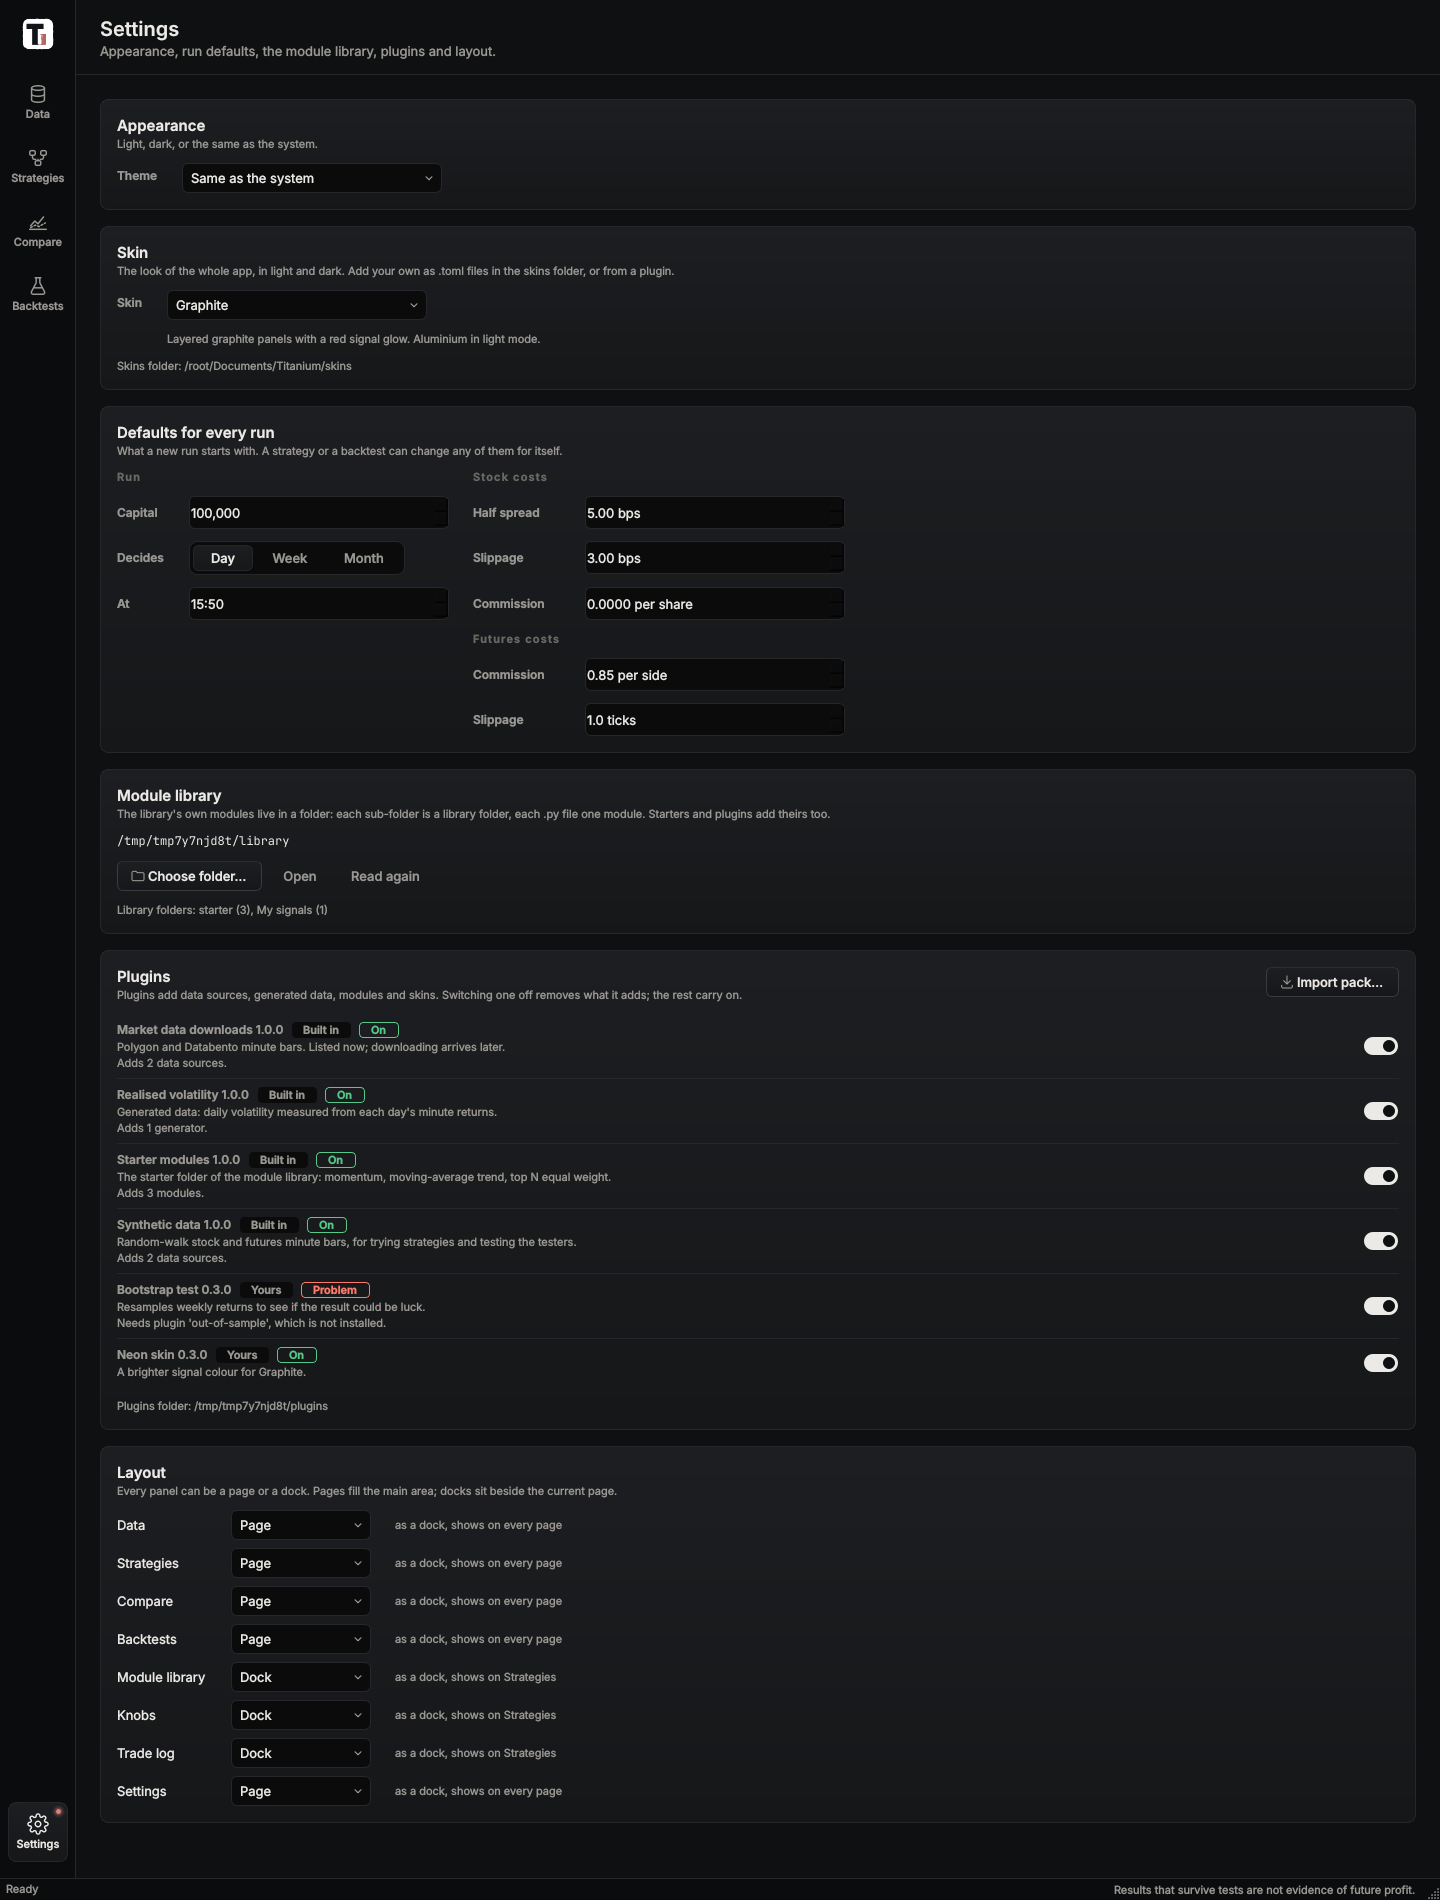 Ti
Settings
Appearance, run defaults, the module library, plugins and layout.
Data
Strategies
Compare
Backtests
Appearance
Light, dark, or the same as the system.
Theme Same as the system
Skin
The look of the whole app, in light and dark. Add your own as .toml files in the skins folder, or from a plugin.
Skin Graphite
Layered graphite panels with a red signal glow. Aluminium in light mode.
Skins folder: /root/Documents/Titanium/skins
Defaults for every run
What a new run starts with. A strategy or a backtest can change any of them for itself.
Run
Capital 100,000
Decides Day Week Month
At 15:50
Stock costs
Half spread 5.00 bps
Slippage 3.00 bps
Commission 0.0000 per share
Futures costs
Commission 0.85 per side
Slippage 1.0 ticks
Module library
The library's own modules live in a folder: each sub-folder is a library folder, each .py file one module. Starters and plugins add theirs too.
/tmp/tmp7y7njd8t/library
Choose folder... Open Read again
Library folders: starter (3), My signals (1)
Plugins
Plugins add data sources, generated data, modules and skins. Switching one off removes what it adds; the rest carry on.
Import pack...
Market data downloads 1.0.0 Built in On
Polygon and Databento minute bars. Listed now; downloading arrives later.
Adds 2 data sources.
Realised volatility 1.0.0 Built in On
Generated data: daily volatility measured from each day's minute returns.
Adds 1 generator.
Starter modules 1.0.0 Built in On
The starter folder of the module library: momentum, moving-average trend, top N equal weight.
Adds 3 modules.
Synthetic data 1.0.0 Built in On
Random-walk stock and futures minute bars, for trying strategies and testing the testers.
Adds 2 data sources.
Bootstrap test 0.3.0 Yours Problem
Resamples weekly returns to see if the result could be luck.
Needs plugin 'out-of-sample', which is not installed.
Neon skin 0.3.0 Yours On
A brighter signal colour for Graphite.
Plugins folder: /tmp/tmp7y7njd8t/plugins
Layout
Every panel can be a page or a dock. Pages fill the main area; docks sit beside the current page.
Data Page as a dock, shows on every page
Strategies Page as a dock, shows on every page
Compare Page as a dock, shows on every page
Backtests Page as a dock, shows on every page
Module library Dock as a dock, shows on Strategies
Knobs Dock as a dock, shows on Strategies
Trade log Dock as a dock, shows on Strategies
Settings Page as a dock, shows on every page
Settings
Ready
Results that survive tests are not evidence of future profit.